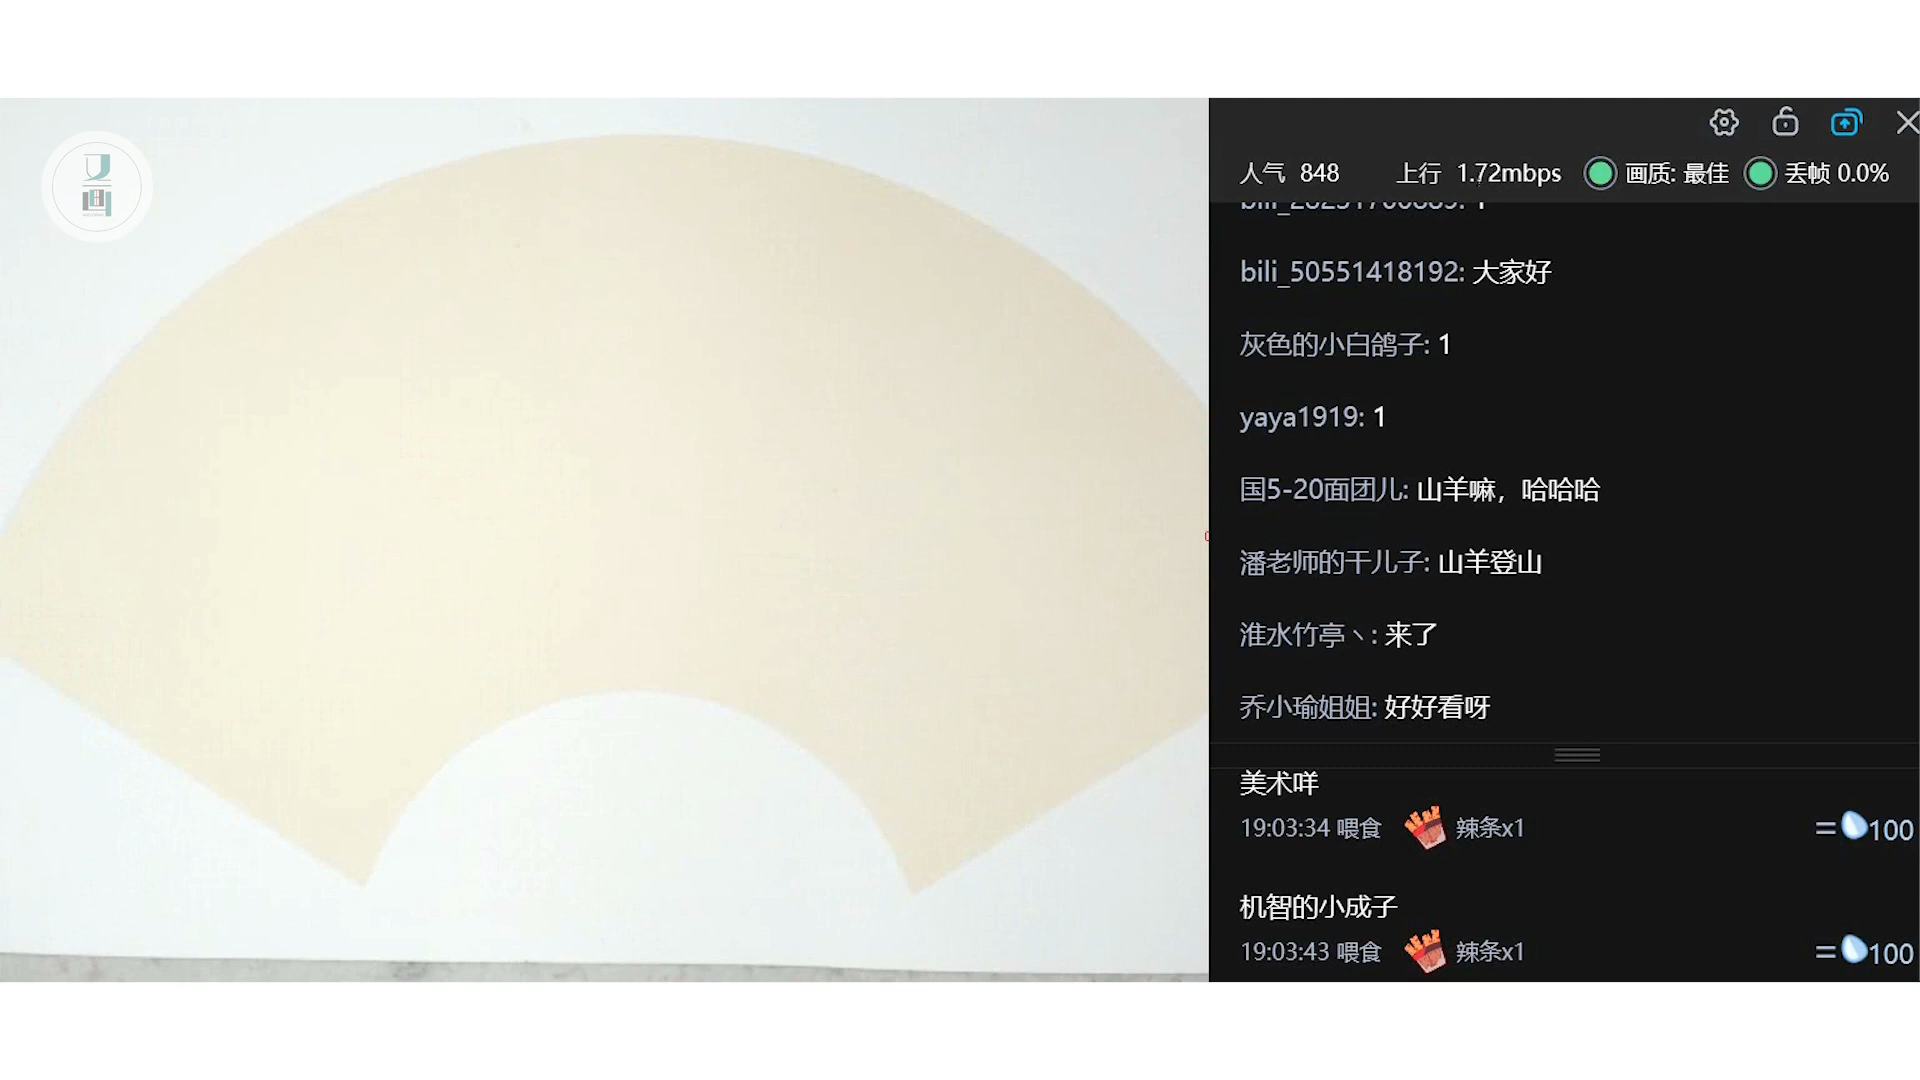 人气 848 上行 1.72mbps 画质: 最佳 丢帧 0.0%
bili_50551418192: 大家好
灰色的小白鸽子: 1
yaya1919: 1
国5-20面团儿: 山羊嘛，哈哈哈
潘老师的干儿子: 山羊登山
淮水竹亭丶: 来了
乔小瑜姐姐: 好好看呀
美术咩
19:03:34 喂食 辣条x1 =100
机智的小成子
19:03:43 喂食 辣条x1 =100